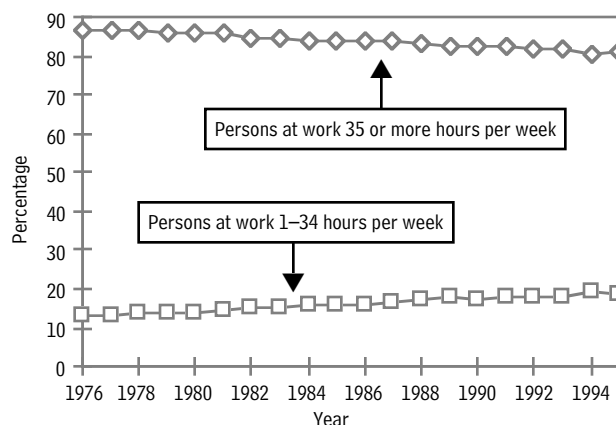 90
80
70
60
50
40
30
20
10
0
Percentage
Persons at work 35 or more hours per week
Persons at work 1–34 hours per week
1976 1978 1980 1982 1984 1986 1988 1990 1992 1994
Year